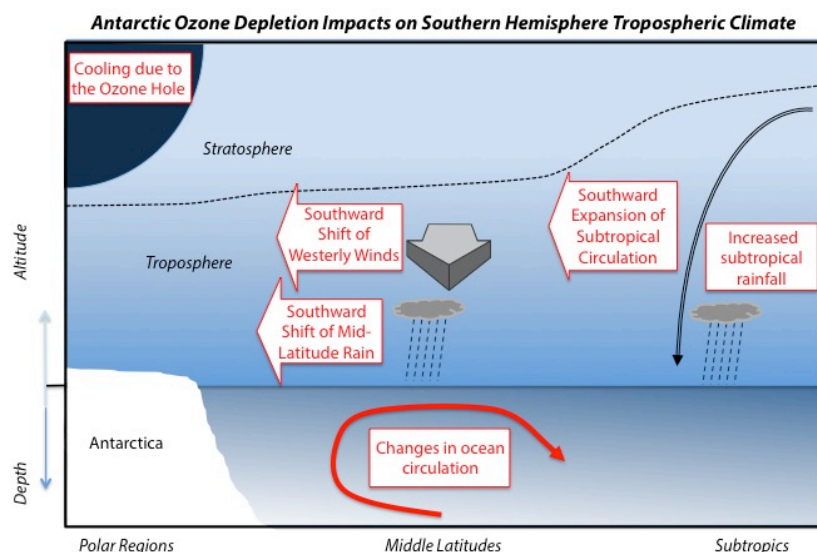 Antarctic Ozone Depletion Impacts on Southern Hemisphere Tropospheric Climate
Cooling due to
the Ozone Hole
Stratosphere
Southward
Shift of
Westerly Winds
Southward
Expansion of
Subtropical
Circulation
Increased
subtropical
rainfall
Troposphere
Altitude
Southward
Shift of Mid-
Latitude Rain
Antarctica
Changes in ocean
circulation
Depth
Polar Regions
Middle Latitudes
Subtropics